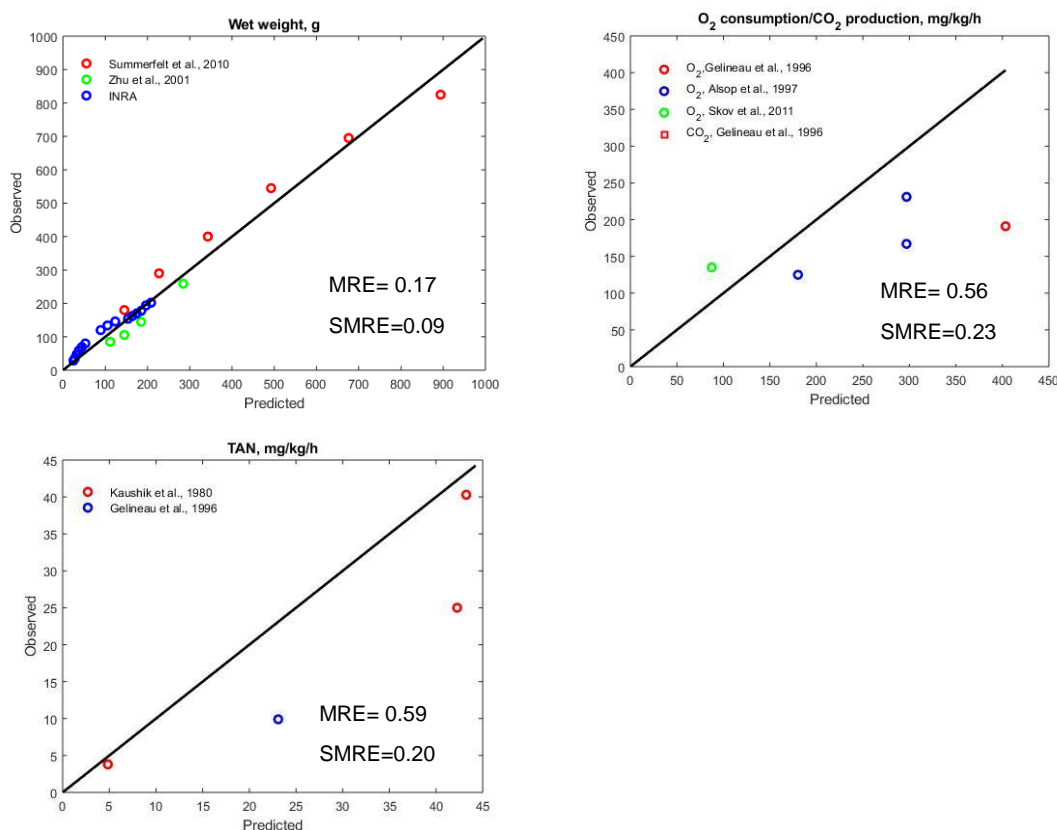 Wet weight, g
1000
900
800
700
600
500
400
300
200
100
0
Observed
Summerfelt et al., 2010
Zhu et al., 2001
INRA
MRE= 0.17
SMRE=0.09
0 100 200 300 400 500 600 700 800 900 1000
Predicted
O2 consumption/CO2 production, mg/kg/h
450
400
350
300
250
200
150
100
50
0
Observed
O2,Gelineau et al., 1996
O2, Alsop et al., 1997
O2, Skov et al., 2011
CO2, Gelineau et al., 1996
MRE= 0.56
SMRE=0.23
0 50 100 150 200 250 300 350 400 450
Predicted
TAN, mg/kg/h
45
40
35
30
25
20
15
10
5
0
Observed
Kaushik et al., 1980
Gelineau et al., 1996
MRE= 0.59
SMRE=0.20
0 5 10 15 20 25 30 35 40 45
Predicted